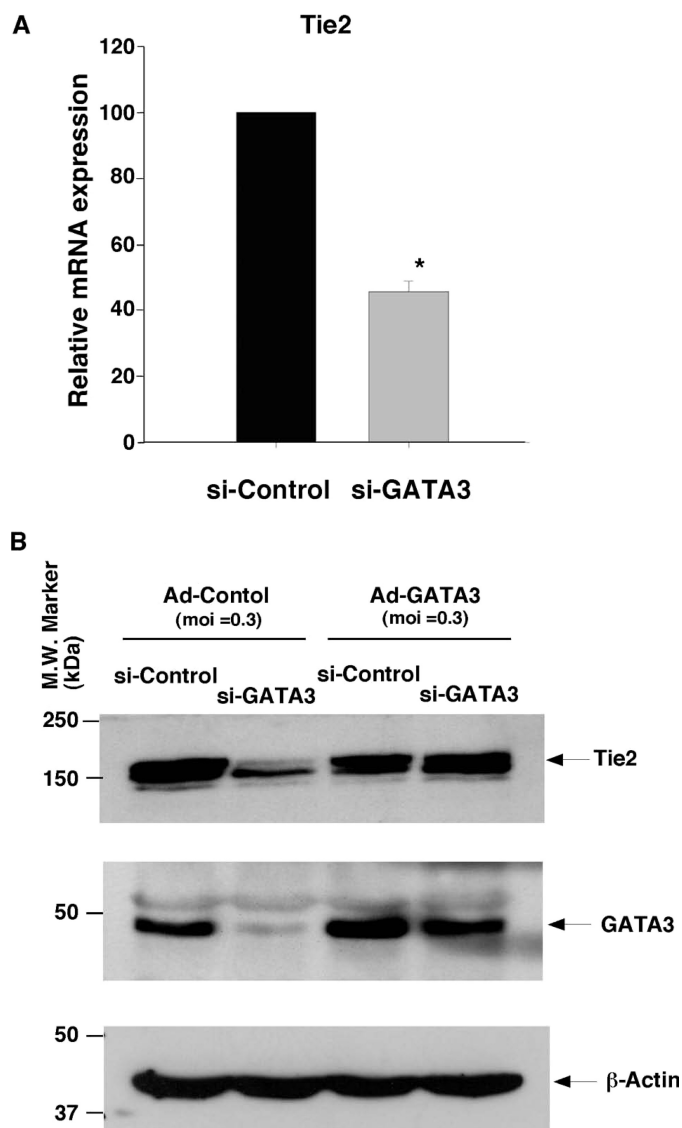 A
Tie2
Relative mRNA expression
120
100
80
60
40
20
0
*
si-Control si-GATA3
B
M.W. Marker
(kDa)
Ad-Contol
(moi =0.3)
Ad-GATA3
(moi =0.3)
si-Control
si-GATA3
si-Control
si-GATA3
250
150
Tie2
50
GATA3
50
37
β-Actin